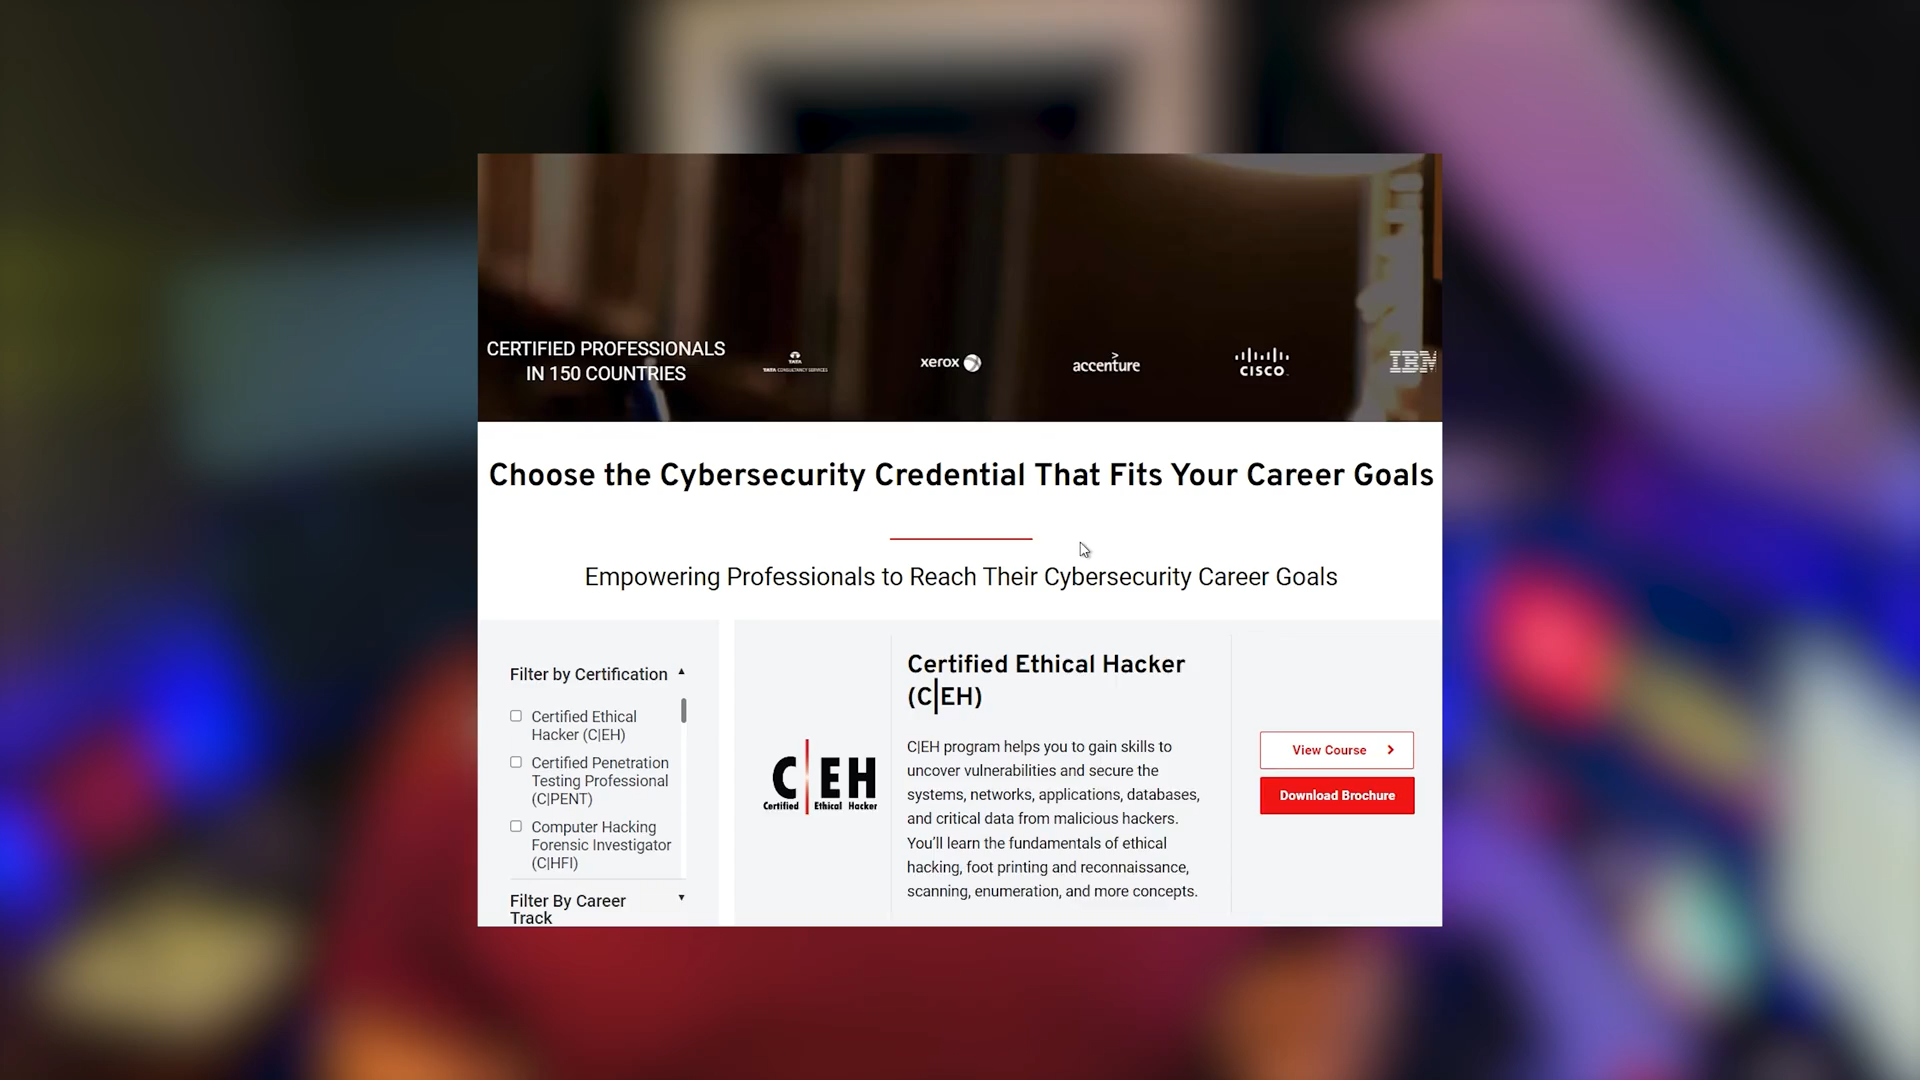 CERTIFIED PROFESSIONALS
IN 150 COUNTRIES
TATA
TATA CONSULTANCY SERVICES
xerox
accenture
CISCO
IBM
Choose the Cybersecurity Credential That Fits Your Career Goals
Empowering Professionals to Reach Their Cybersecurity Career Goals
Filter by Certification
Certified Ethical
Hacker (C|EH)
Certified Penetration
Testing Professional
(C|PENT)
Computer Hacking
Forensic Investigator
(C|HFI)
Filter By Career
Track
C|EH
Certified Ethical Hacker
Certified Ethical Hacker
(C|EH)
C|EH program helps you to gain skills to
uncover vulnerabilities and secure the
systems, networks, applications, databases,
and critical data from malicious hackers.
You’ll learn the fundamentals of ethical
hacking, foot printing and reconnaissance,
scanning, enumeration, and more concepts.
View Course
Download Brochure